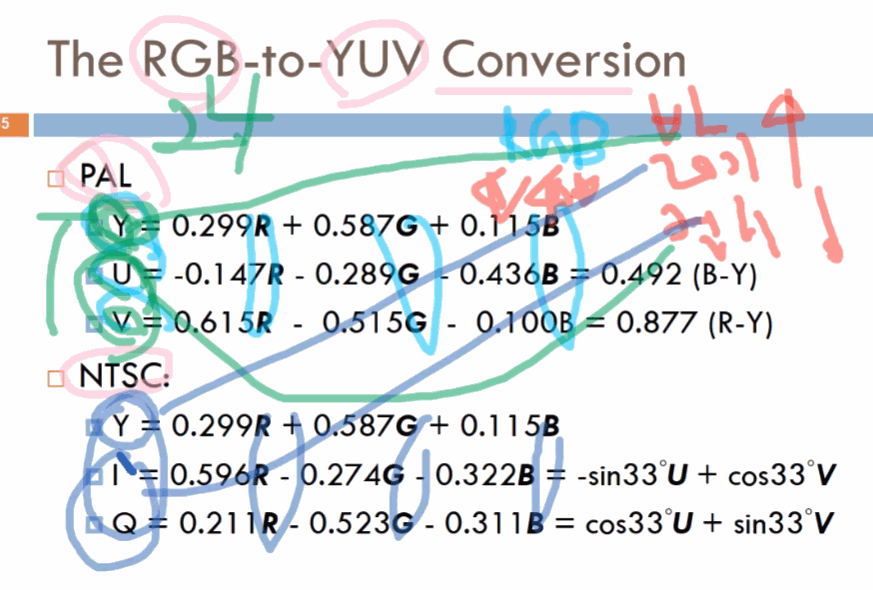 The RGB-to-YUV Conversion
5
24
RGB
PAL
Y = 0.299R + 0.587G + 0.115B
U = -0.147R - 0.289G - 0.436B = 0.492 (B-Y)
V = 0.615R - 0.515G - 0.100B = 0.877 (R-Y)
NTSC:
Y = 0.299R + 0.587G + 0.115B
I = 0.596R - 0.274G - 0.322B = -sin33°U + cos33°V
Q = 0.211R - 0.523G - 0.311B = cos33°U + sin33°V